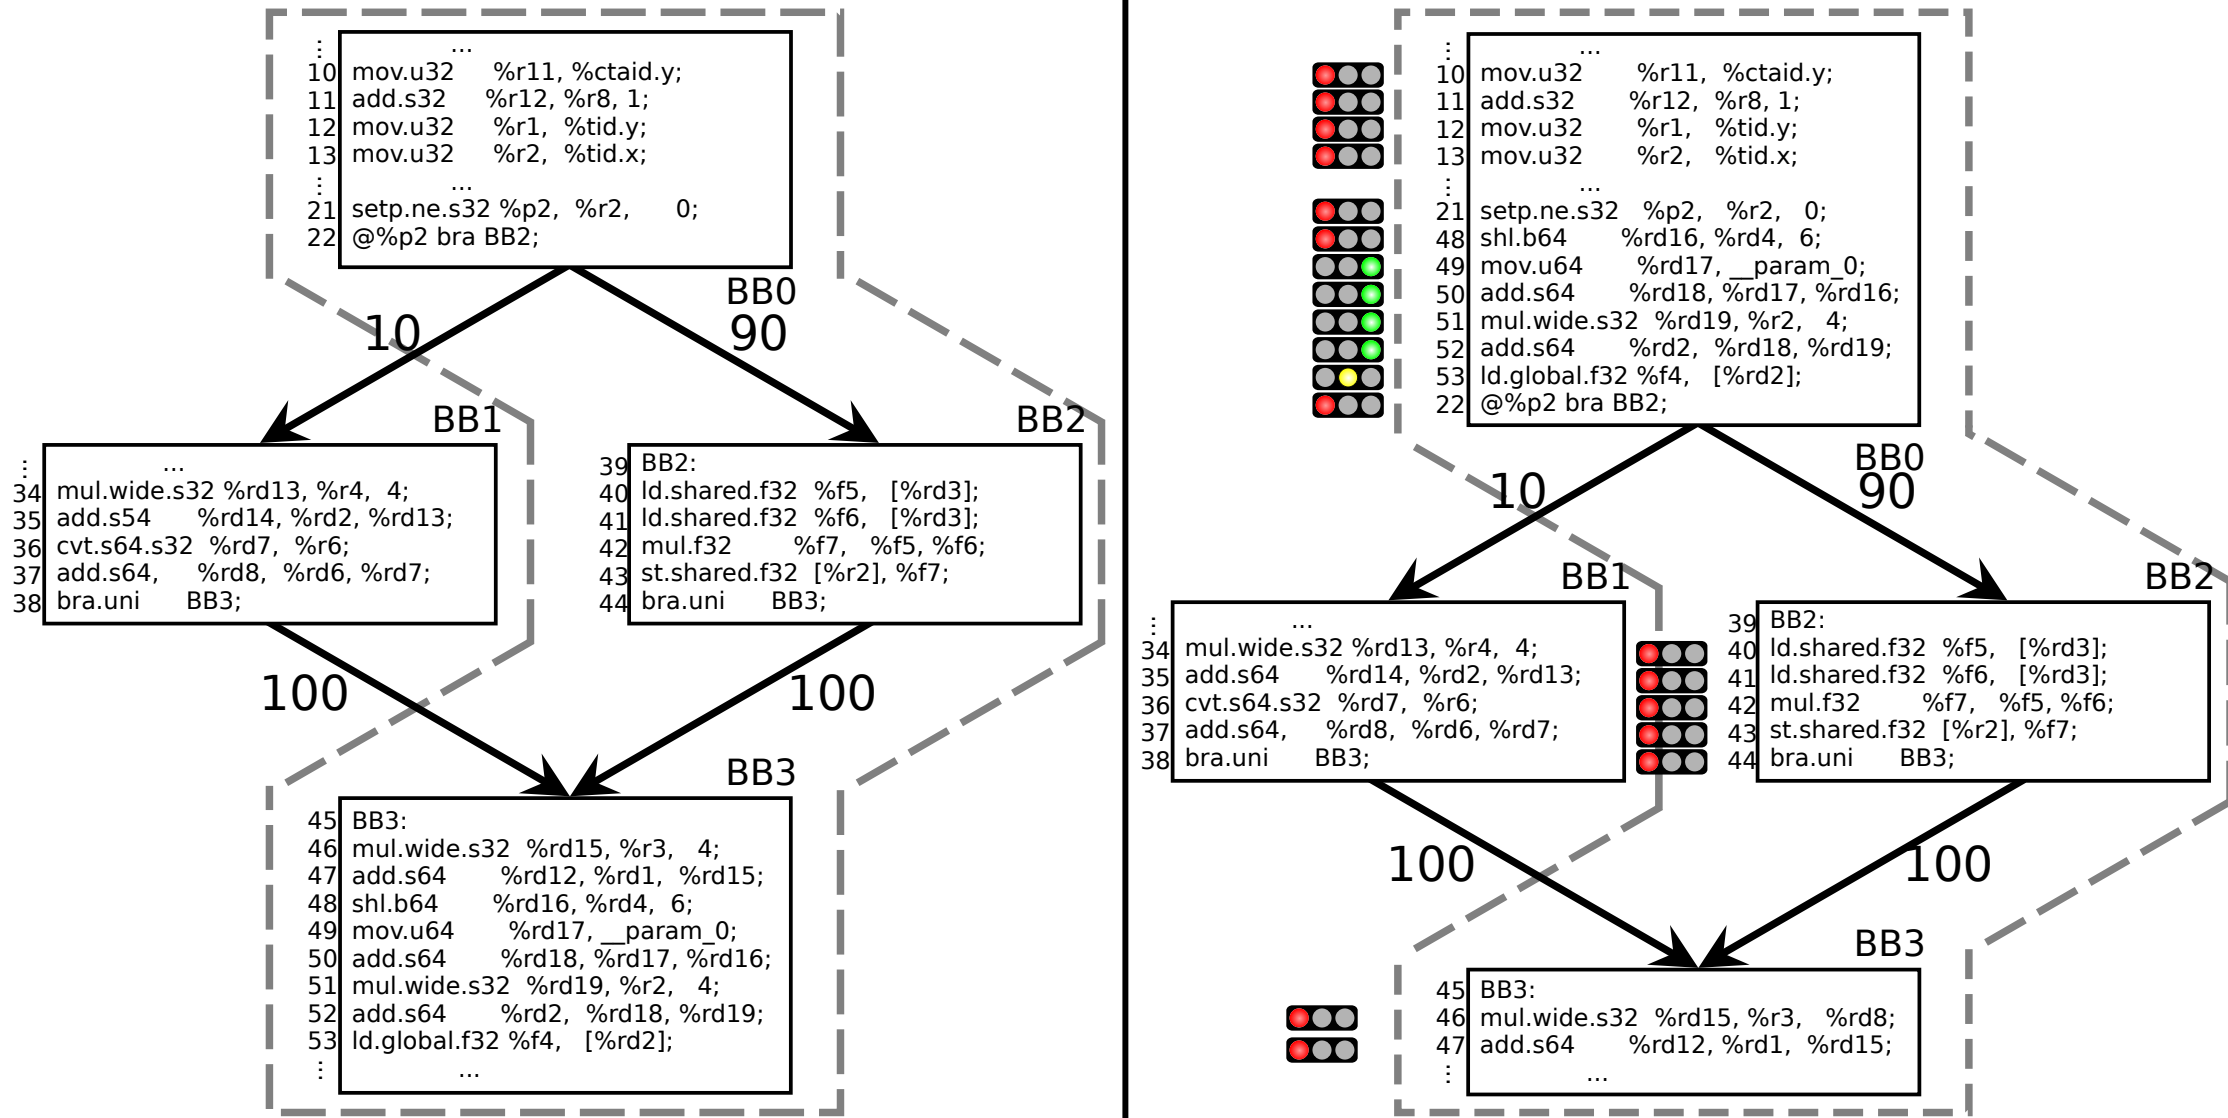 ⋮ ...
10 mov.u32 %r11, %ctaid.y;
11 add.s32 %r12, %r8, 1;
12 mov.u32 %r1, %tid.y;
13 mov.u32 %r2, %tid.x;
⋮ ...
21 setp.ne.s32 %p2, %r2, 0;
22 @%p2 bra BB2;
BB0
10
90
BB1
⋮ ...
34 mul.wide.s32 %rd13, %r4, 4;
35 add.s54 %rd14, %rd2, %rd13;
36 cvt.s64.s32 %rd7, %r6;
37 add.s64, %rd8, %rd6, %rd7;
38 bra.uni BB3;
BB2
39 BB2:
40 ld.shared.f32 %f5, [%rd3];
41 ld.shared.f32 %f6, [%rd3];
42 mul.f32 %f7, %f5, %f6;
43 st.shared.f32 [%r2], %f7;
44 bra.uni BB3;
100
100
BB3
45 BB3:
46 mul.wide.s32 %rd15, %r3, 4;
47 add.s64 %rd12, %rd1, %rd15;
48 shl.b64 %rd16, %rd4, 6;
49 mov.u64 %rd17, __param_0;
50 add.s64 %rd18, %rd17, %rd16;
51 mul.wide.s32 %rd19, %r2, 4;
52 add.s64 %rd2, %rd18, %rd19;
53 ld.global.f32 %f4, [%rd2];
⋮ ...
⋮ ...
10 mov.u32 %r11, %ctaid.y;
11 add.s32 %r12, %r8, 1;
12 mov.u32 %r1, %tid.y;
13 mov.u32 %r2, %tid.x;
⋮ ...
21 setp.ne.s32 %p2, %r2, 0;
48 shl.b64 %rd16, %rd4, 6;
49 mov.u64 %rd17, __param_0;
50 add.s64 %rd18, %rd17, %rd16;
51 mul.wide.s32 %rd19, %r2, 4;
52 add.s64 %rd2, %rd18, %rd19;
53 ld.global.f32 %f4, [%rd2];
22 @%p2 bra BB2;
BB0
10
90
BB1
⋮ ...
34 mul.wide.s32 %rd13, %r4, 4;
35 add.s64 %rd14, %rd2, %rd13;
36 cvt.s64.s32 %rd7, %r6;
37 add.s64, %rd8, %rd6, %rd7;
38 bra.uni BB3;
BB2
39 BB2:
40 ld.shared.f32 %f5, [%rd3];
41 ld.shared.f32 %f6, [%rd3];
42 mul.f32 %f7, %f5, %f6;
43 st.shared.f32 [%r2], %f7;
44 bra.uni BB3;
100
100
BB3
45 BB3:
46 mul.wide.s32 %rd15, %r3, %rd8;
47 add.s64 %rd12, %rd1, %rd15;
⋮ ...